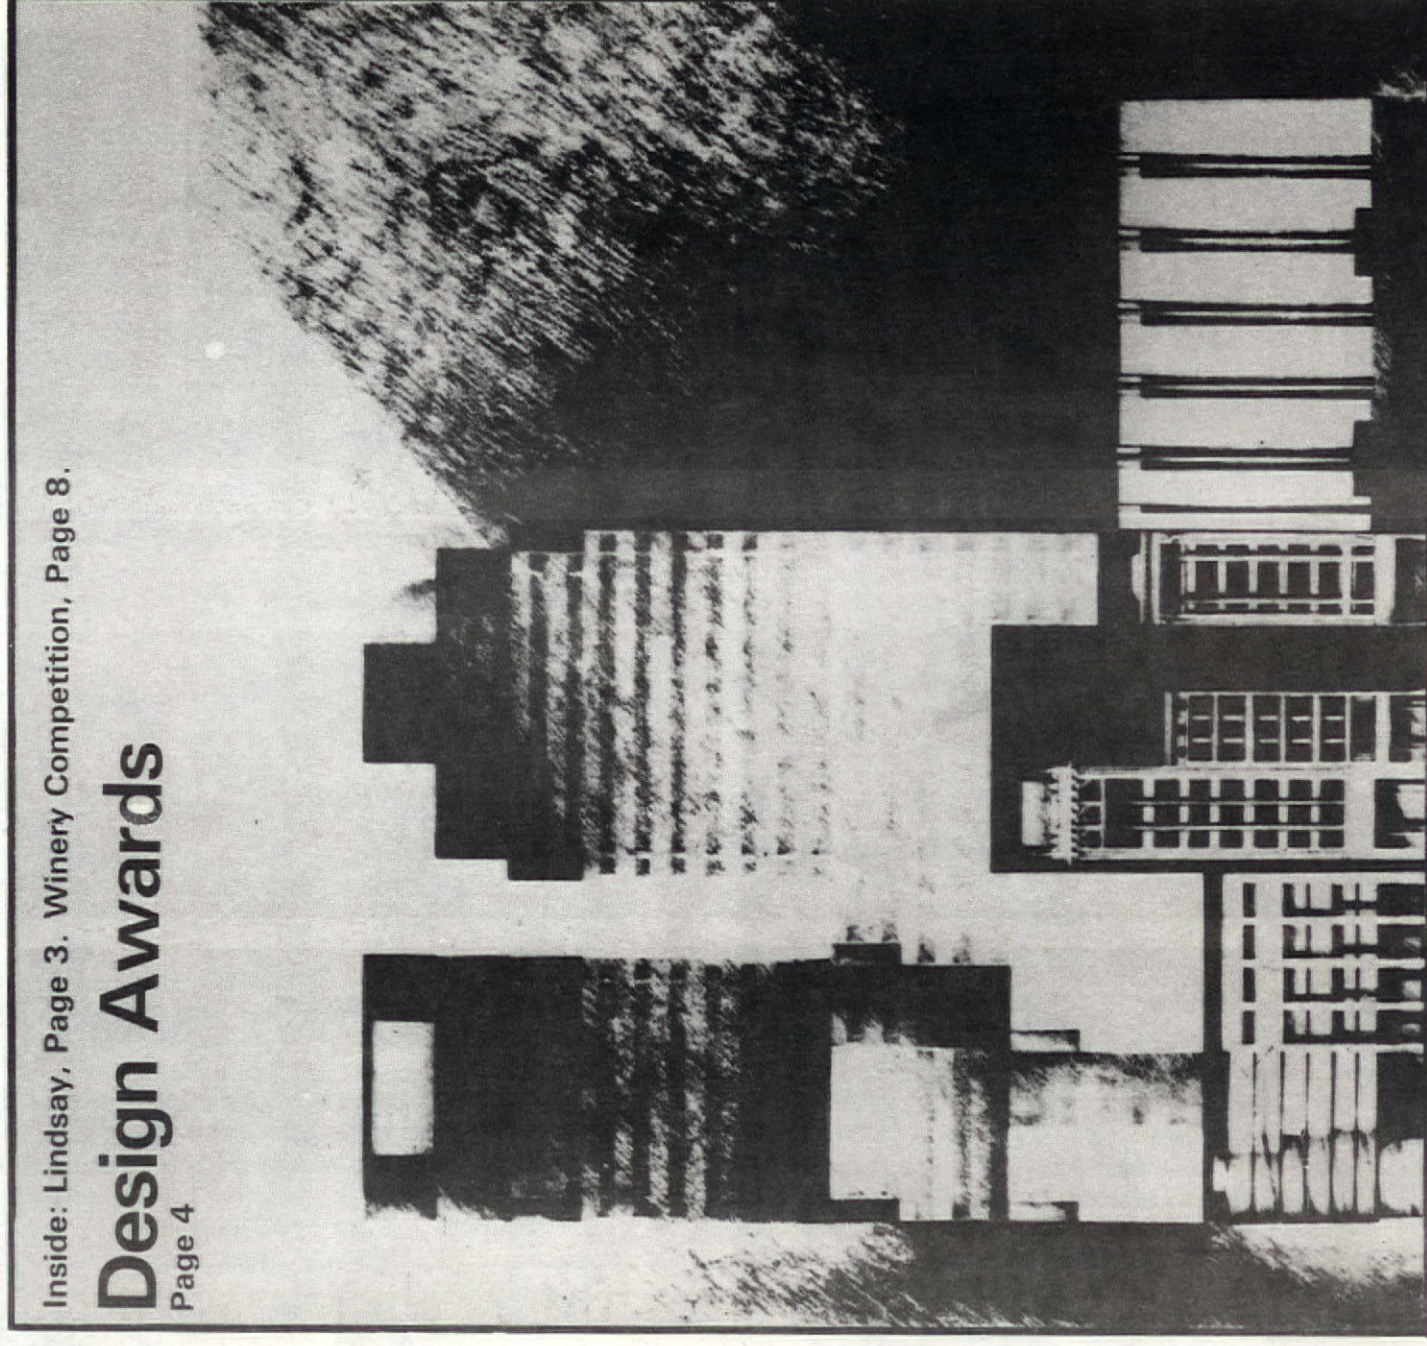 Inside: Lindsay, Page 3. Winery Competition, Page 8.
Design Awards
Page 4